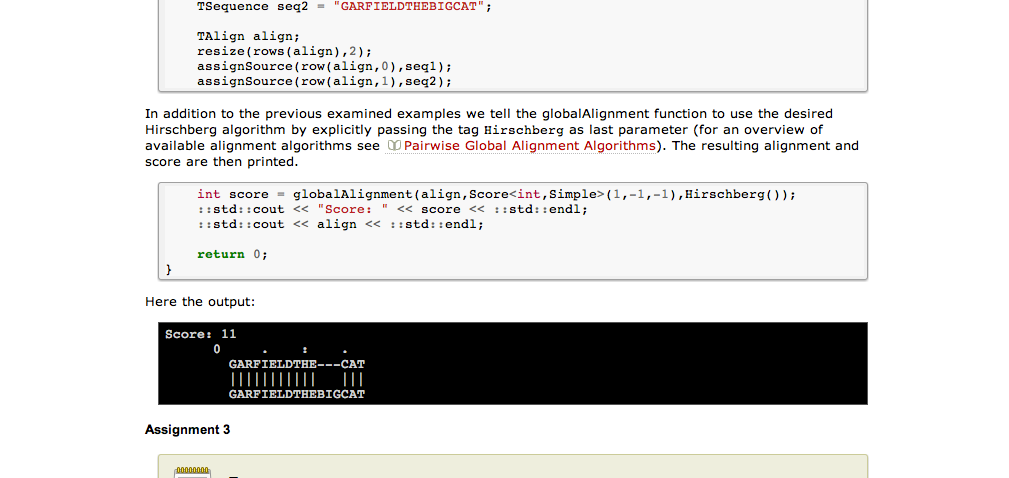 TSequence seq2 = "GARFIELDTHEBIGCAT";
TAlign align;
resize(rows(align),2);
assignSource(row(align,0),seq1);
assignSource(row(align,1),seq2);
In addition to the previous examined examples we tell the globalAlignment function to use the desired
Hirschberg algorithm by explicitly passing the tag Hirschberg as last parameter (for an overview of
available alignment algorithms see Pairwise Global Alignment Algorithms). The resulting alignment and
score are then printed.
int score = globalAlignment(align,Score<int,Simple>(1,-1,-1),Hirschberg());
::std::cout << "Score: " << score << ::std::endl;
::std::cout << align << ::std::endl;
return 0;
}
Here the output:
Score: 11
0 . : .
GARFIELDTHE---CAT
||||||||||| |||
GARFIELDTHEBIGCAT
Assignment 3